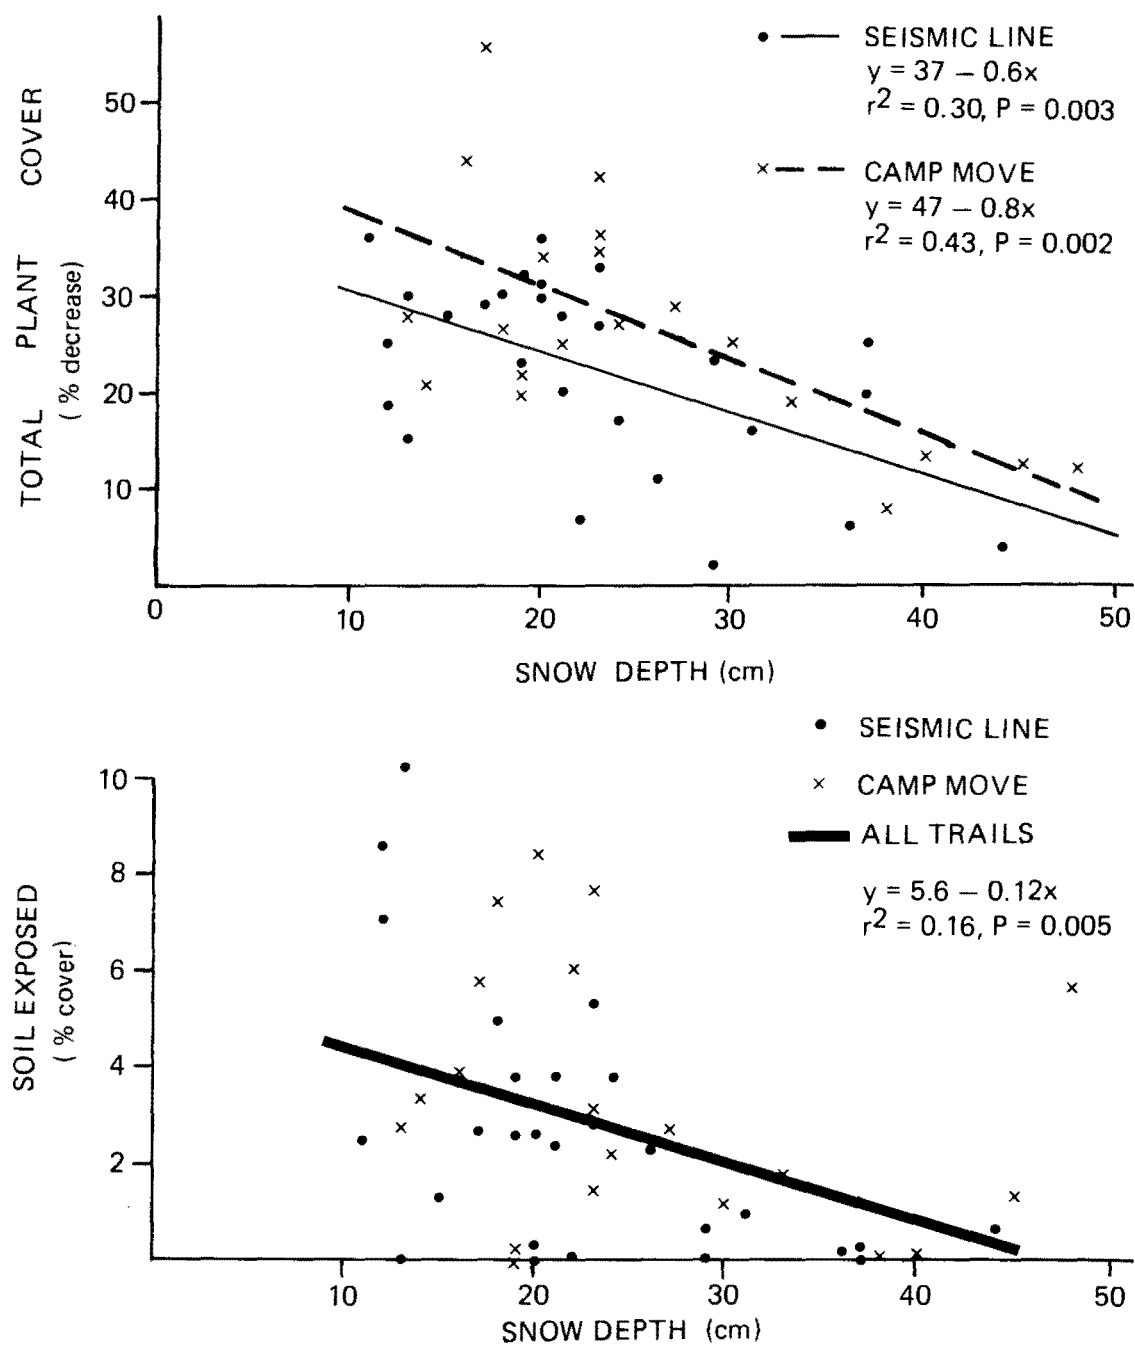 SEISMIC LINE
y = 37 – 0.6x
r2 = 0.30, P = 0.003
CAMP MOVE
y = 47 – 0.8x
r2 = 0.43, P = 0.002
TOTAL PLANT COVER
(% decrease)
50
40
30
20
10
0
10
20
30
40
50
SNOW DEPTH (cm)
SEISMIC LINE
CAMP MOVE
ALL TRAILS
y = 5.6 – 0.12x
r2 = 0.16, P = 0.005
SOIL EXPOSED
(% cover)
10
8
6
4
2
10
20
30
40
50
SNOW DEPTH (cm)